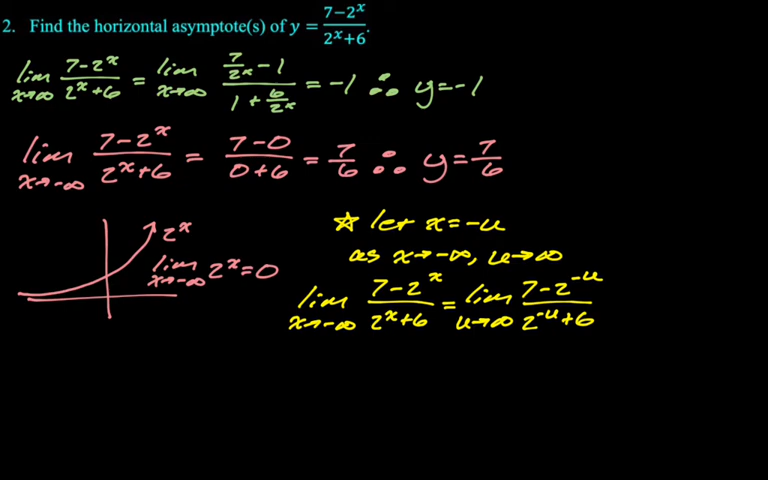 2. Find the horizontal asymptote(s) of y = (7−2^x)/(2^x+6).
lim x→∞ (7−2^x)/(2^x+6) = lim x→∞ (7/2^x −1)/(1+6/2^x) = −1 ∴ y=−1
lim x→−∞ (7−2^x)/(2^x+6) = (7−0)/(0+6) = 7/6 ∴ y=7/6
2^x
lim x→−∞ 2^x=0
☆ let x=−u
as x→−∞, u→∞
lim x→−∞ (7−2^x)/(2^x+6) = lim u→∞ (7−2^−u)/(2^−u+6)